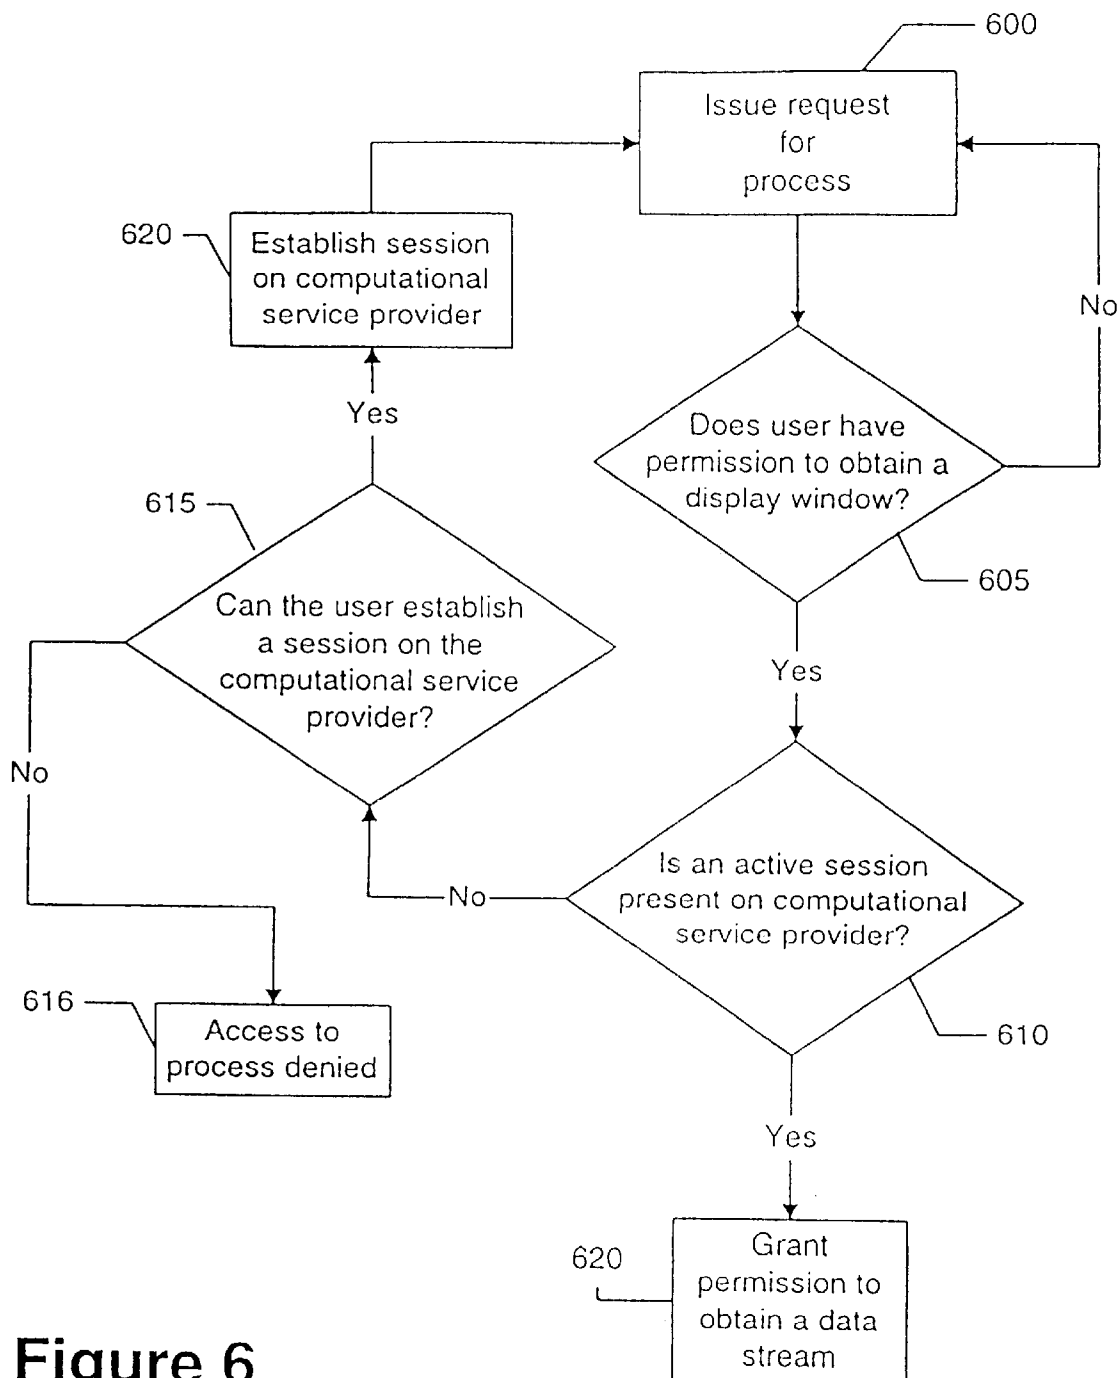 600
Issue request
for
process
620
Establish session
on computational
service provider
No
Yes
Does user have
permission to obtain a
display window?
615
605
Can the user establish
a session on the
computational service
provider?
Yes
No
Is an active session
present on computational
service provider?
No
616
Access to
process denied
610
Yes
620
Grant
permission to
obtain a data
stream
Figure 6